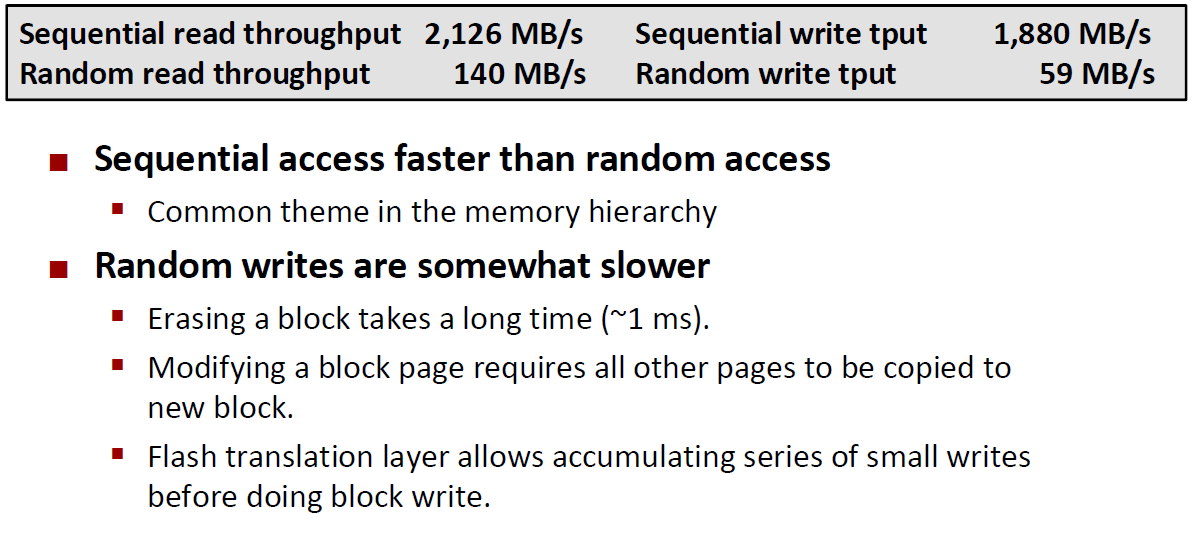 Sequential read throughput 2,126 MB/s Sequential write tput 1,880 MB/s
Random read throughput 140 MB/s Random write tput 59 MB/s
Sequential access faster than random access
Common theme in the memory hierarchy
Random writes are somewhat slower
Erasing a block takes a long time (~1 ms).
Modifying a block page requires all other pages to be copied to
new block.
Flash translation layer allows accumulating series of small writes
before doing block write.